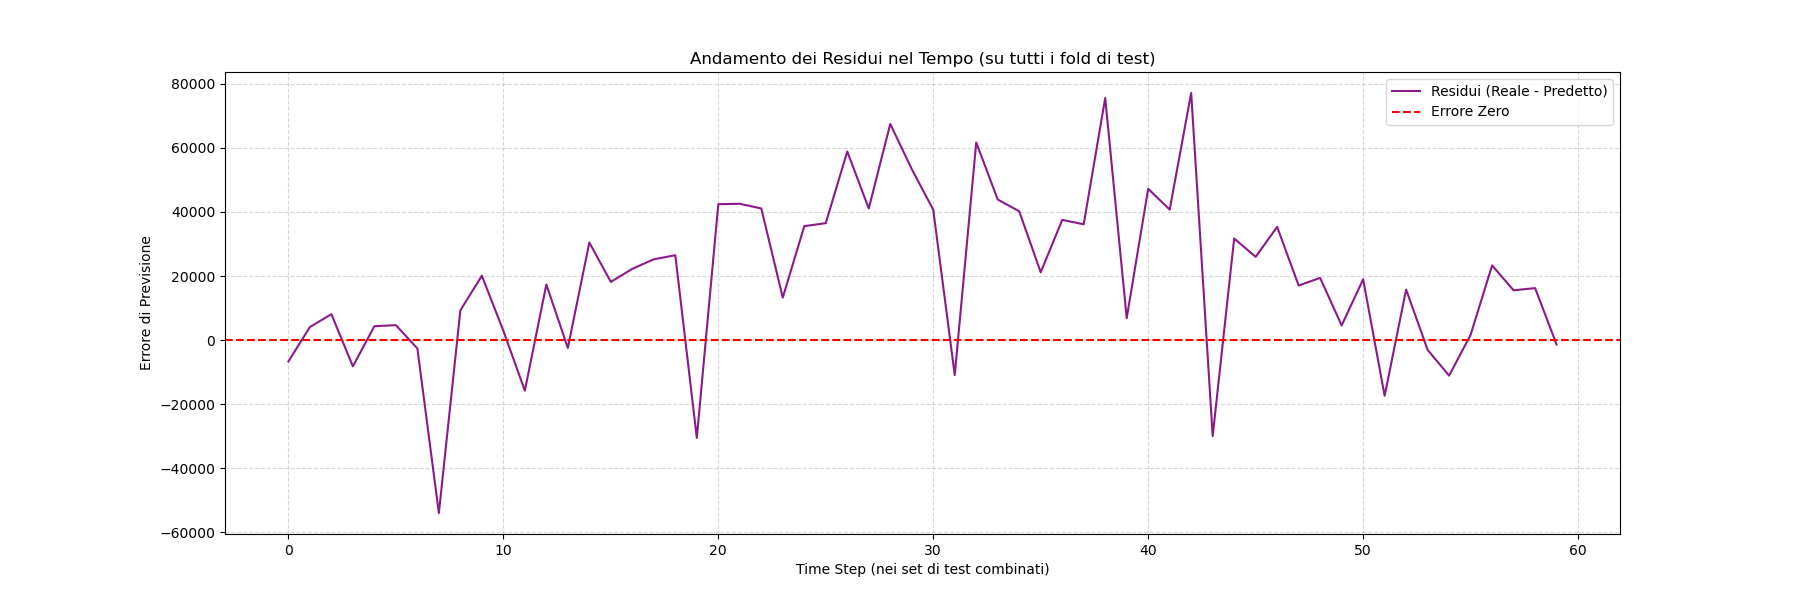 Andamento dei Residui nel Tempo (su tutti i fold di test)
Residui (Reale - Predetto)
Errore Zero
Errore di Previsione
80000
60000
40000
20000
0
−20000
−40000
−60000
0 10 20 30 40 50 60
Time Step (nei set di test combinati)